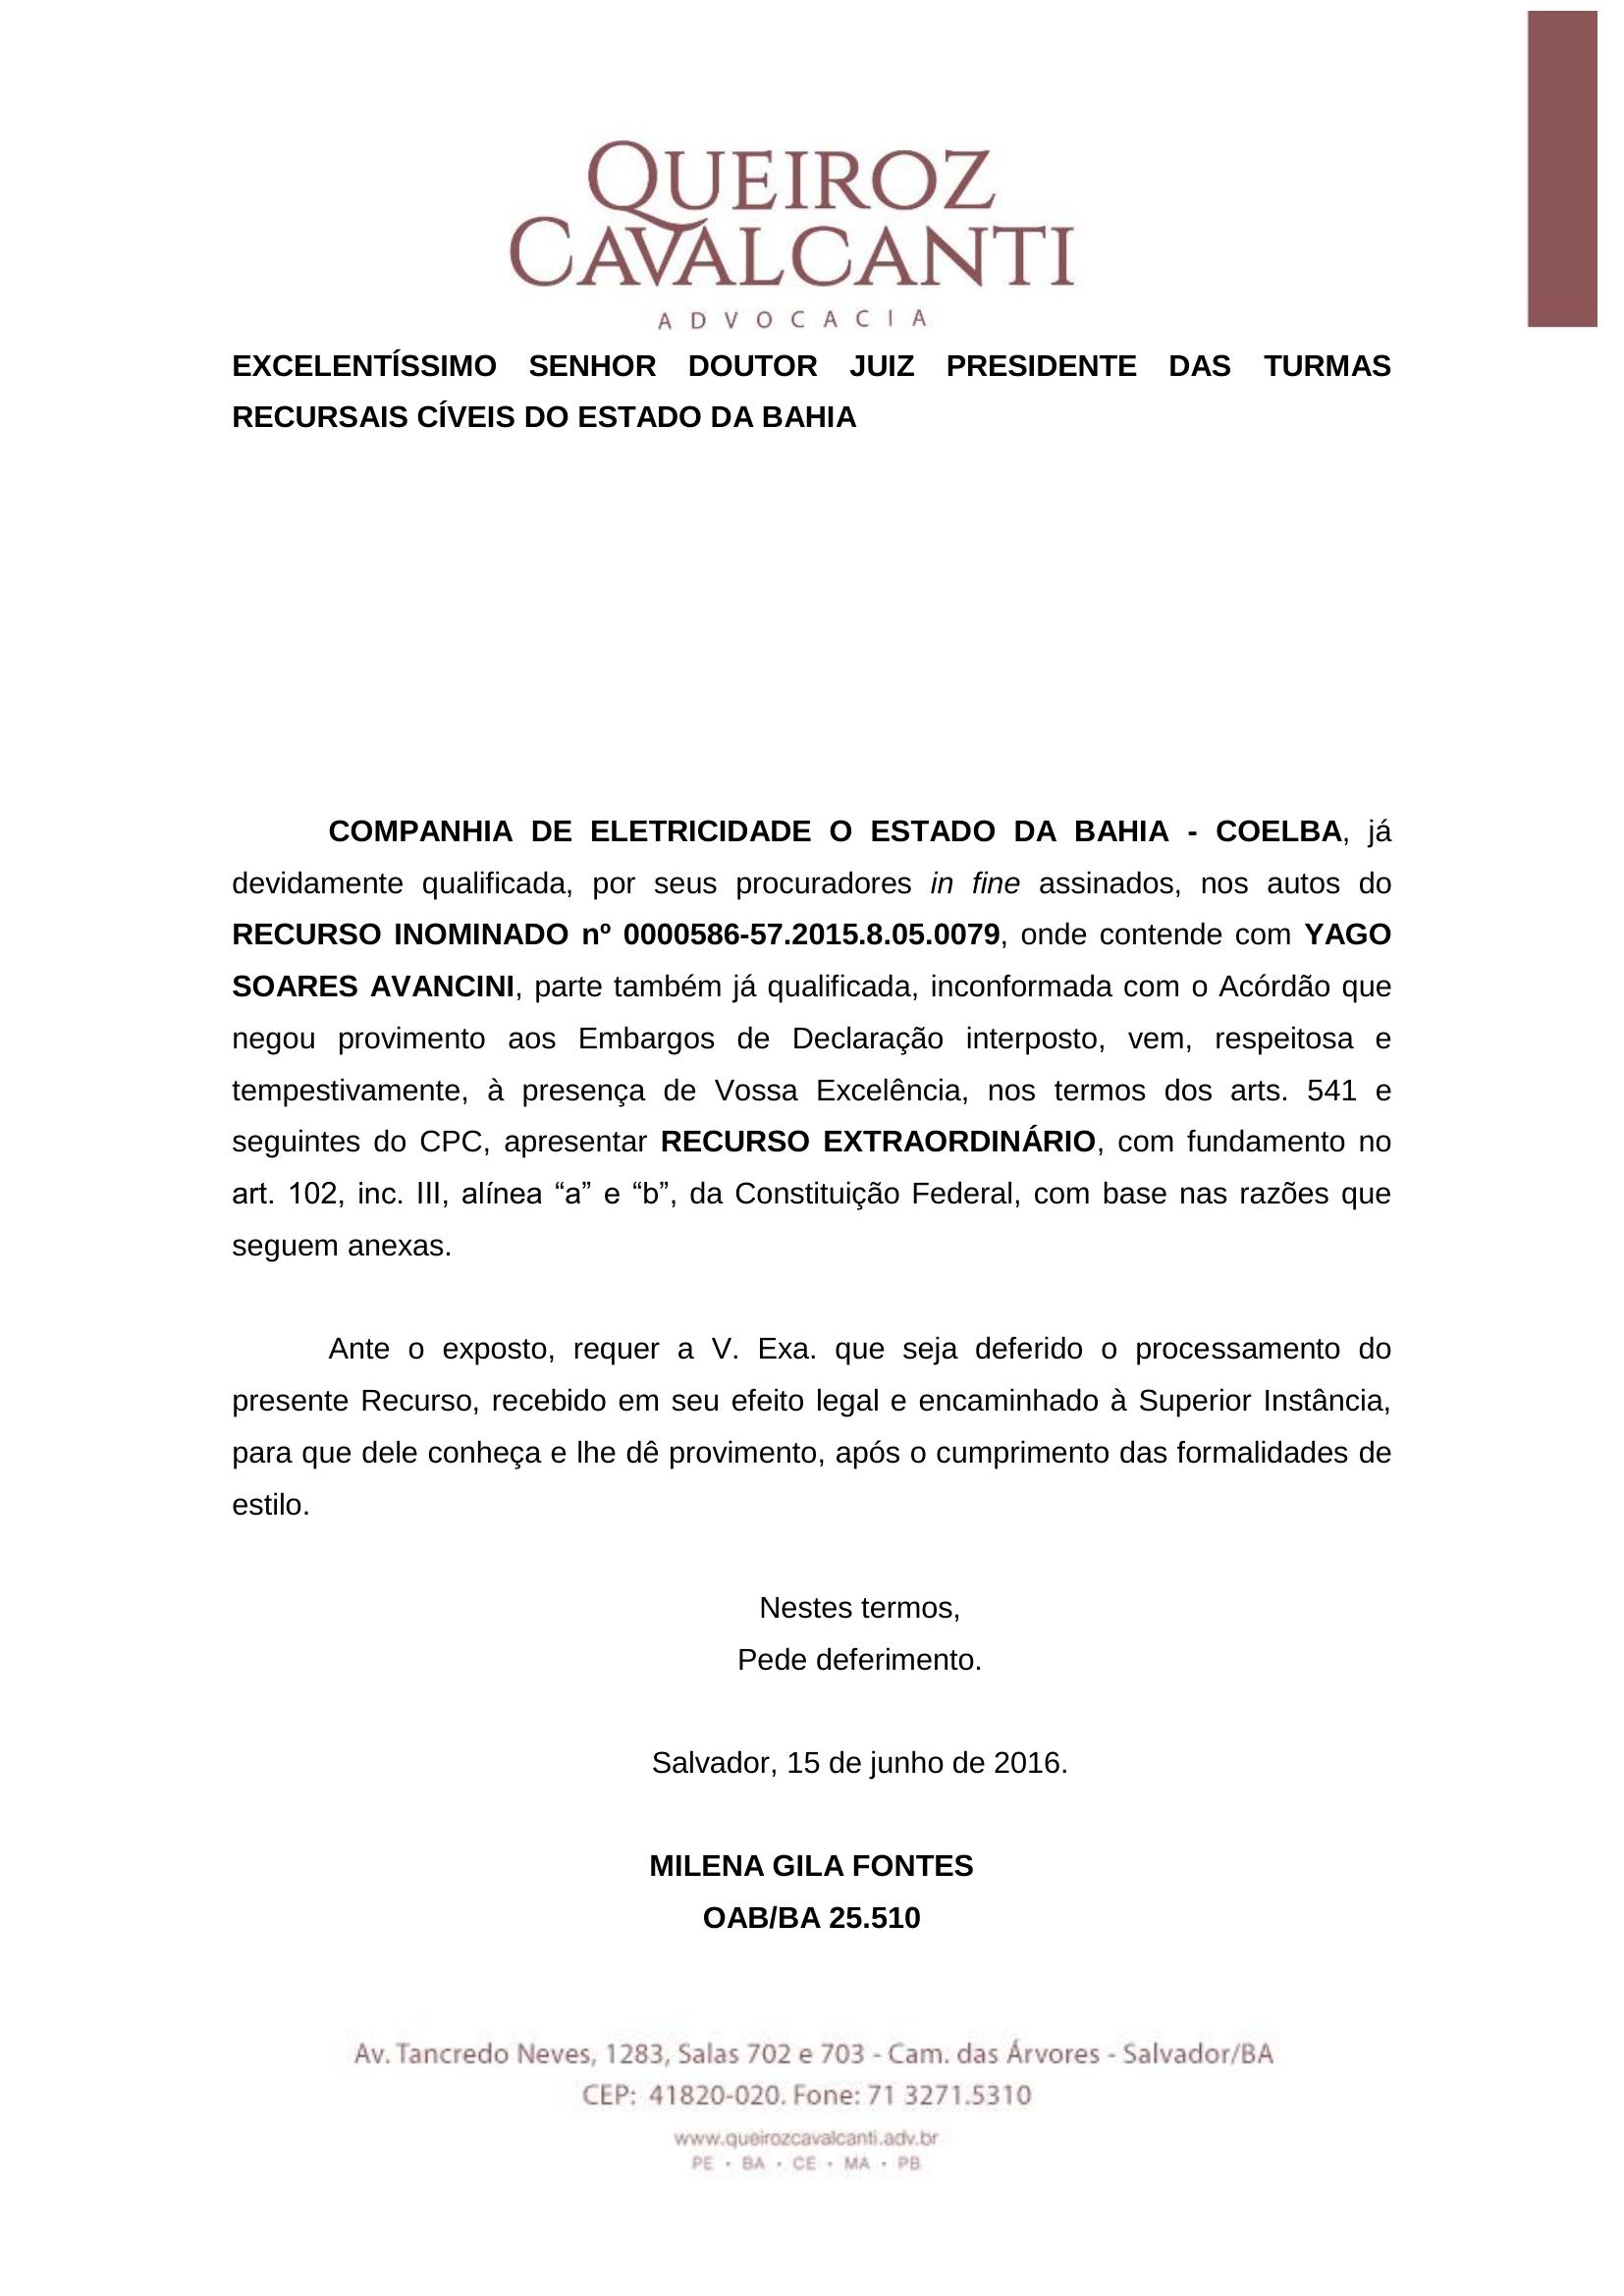 QUEIROZ
CAVALCANTI
ADVOCACIA
EXCELENTÍSSIMO SENHOR DOUTOR JUIZ PRESIDENTE DAS TURMAS
RECURSAIS CÍVEIS DO ESTADO DA BAHIA
COMPANHIA DE ELETRICIDADE O ESTADO DA BAHIA - COELBA, já
devidamente qualificada, por seus procuradores in fine assinados, nos autos do
RECURSO INOMINADO nº 0000586-57.2015.8.05.0079, onde contende com YAGO
SOARES AVANCINI, parte também já qualificada, inconformada com o Acórdão que
negou provimento aos Embargos de Declaração interposto, vem, respeitosa e
tempestivamente, à presença de Vossa Excelência, nos termos dos arts. 541 e
seguintes do CPC, apresentar RECURSO EXTRAORDINÁRIO, com fundamento no
art. 102, inc. III, alínea “a” e “b”, da Constituição Federal, com base nas razões que
seguem anexas.
Ante o exposto, requer a V. Exa. que seja deferido o processamento do
presente Recurso, recebido em seu efeito legal e encaminhado à Superior Instância,
para que dele conheça e lhe dê provimento, após o cumprimento das formalidades de
estilo.
Nestes termos,
Pede deferimento.
Salvador, 15 de junho de 2016.
MILENA GILA FONTES
OAB/BA 25.510
Av. Tancredo Neves, 1283, Salas 702 e 703 - Cam. das Árvores - Salvador/BA
CEP: 41820-020. Fone: 71 3271.5310
www.queirozcavalcanti.adv.br
PE • BA • CE • MA • PB